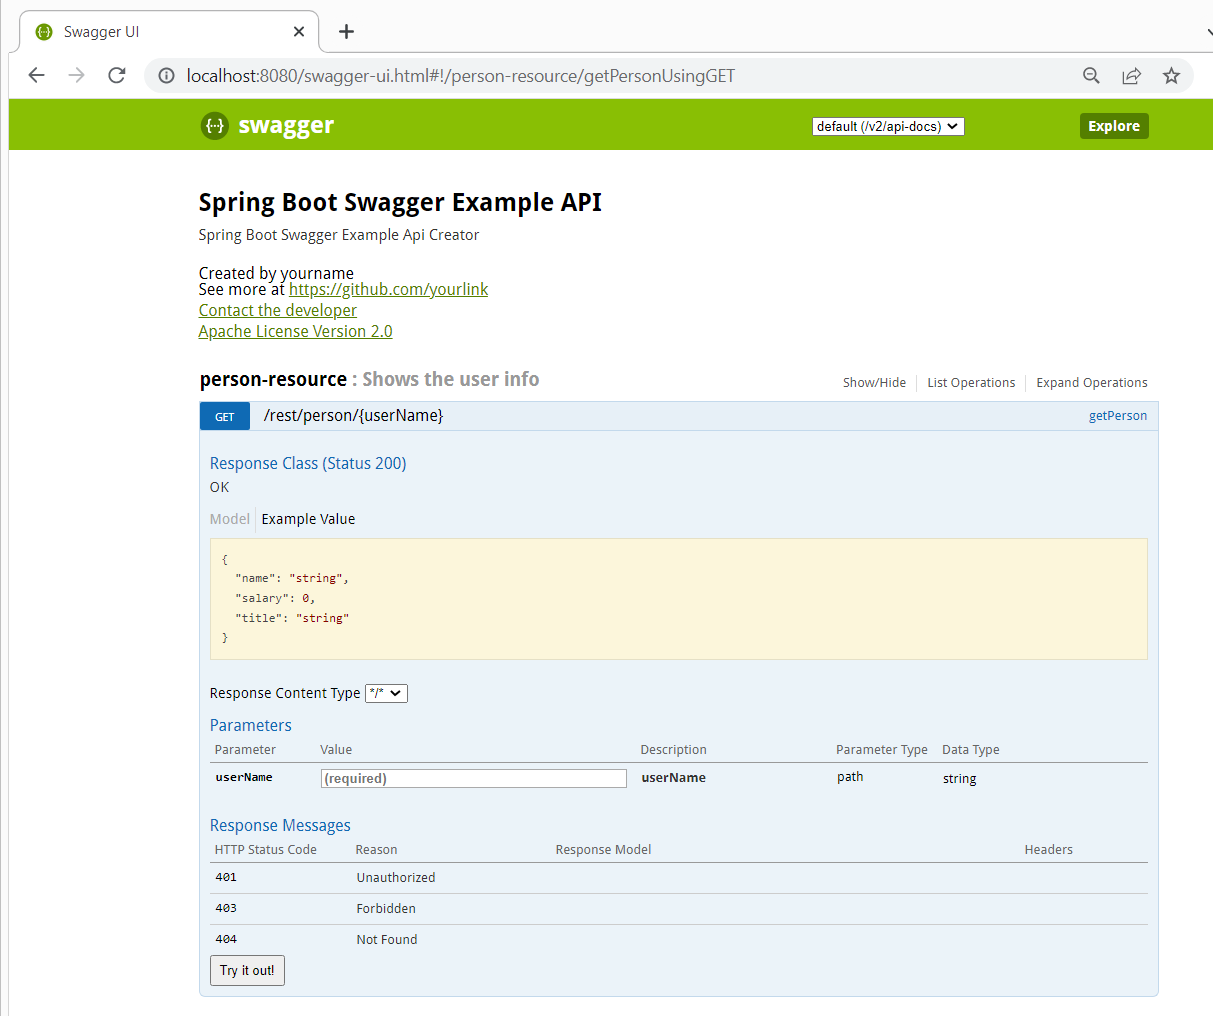 Swagger UI
localhost:8080/swagger-ui.html#!/person-resource/getPersonUsingGET
{··} swagger default (/v2/api-docs) Explore
Spring Boot Swagger Example API
Spring Boot Swagger Example Api Creator
Created by yourname
See more at https://github.com/yourlink
Contact the developer
Apache License Version 2.0
person-resource : Shows the user info Show/Hide List Operations Expand Operations
GET /rest/person/{userName} getPerson
Response Class (Status 200)
OK
Model Example Value
{
"name": "string",
"salary": 0,
"title": "string"
}
Response Content Type */*
Parameters
Parameter Value Description Parameter Type Data Type
userName (required) userName path string
Response Messages
HTTP Status Code Reason Response Model Headers
401 Unauthorized
403 Forbidden
404 Not Found
Try it out!